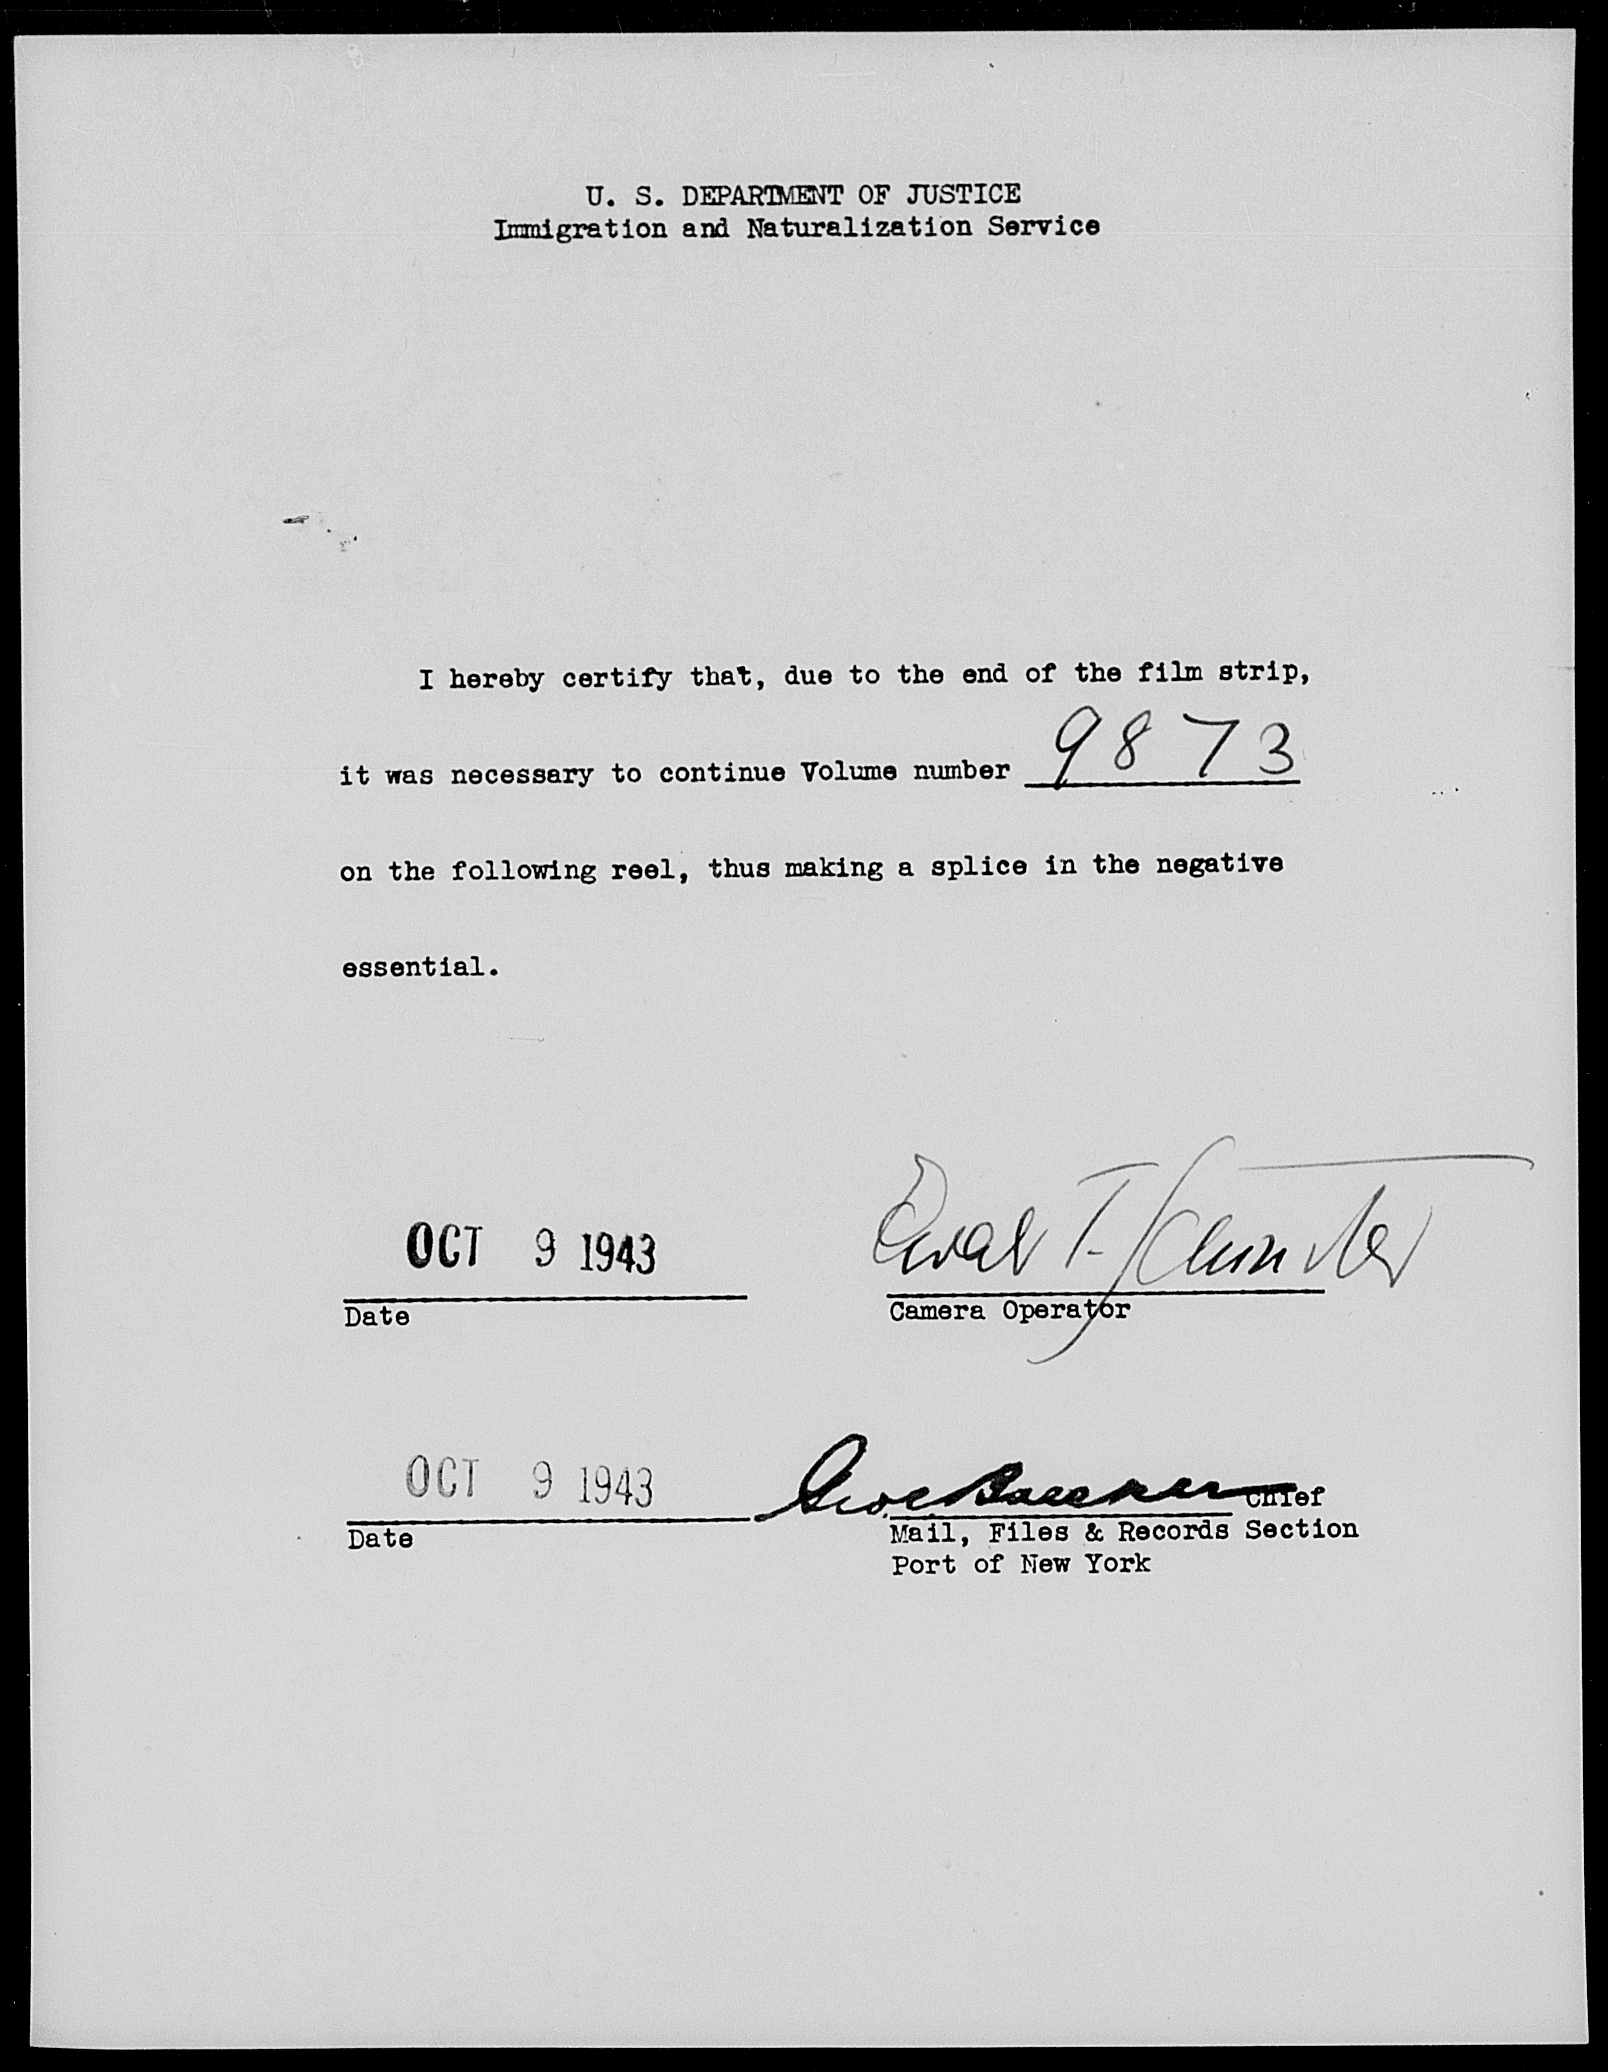 U. S. DEPARTMENT OF JUSTICE
Immigration and Naturalization Service
I hereby certify that, due to the end of the film strip,
it was necessary to continue Volume number 9873
on the following reel, thus making a splice in the negative
essential.
OCT 9 1943
Date
Camera Operator
OCT 9 1943
Chief
Date
Mail, Files & Records Section
Port of New York